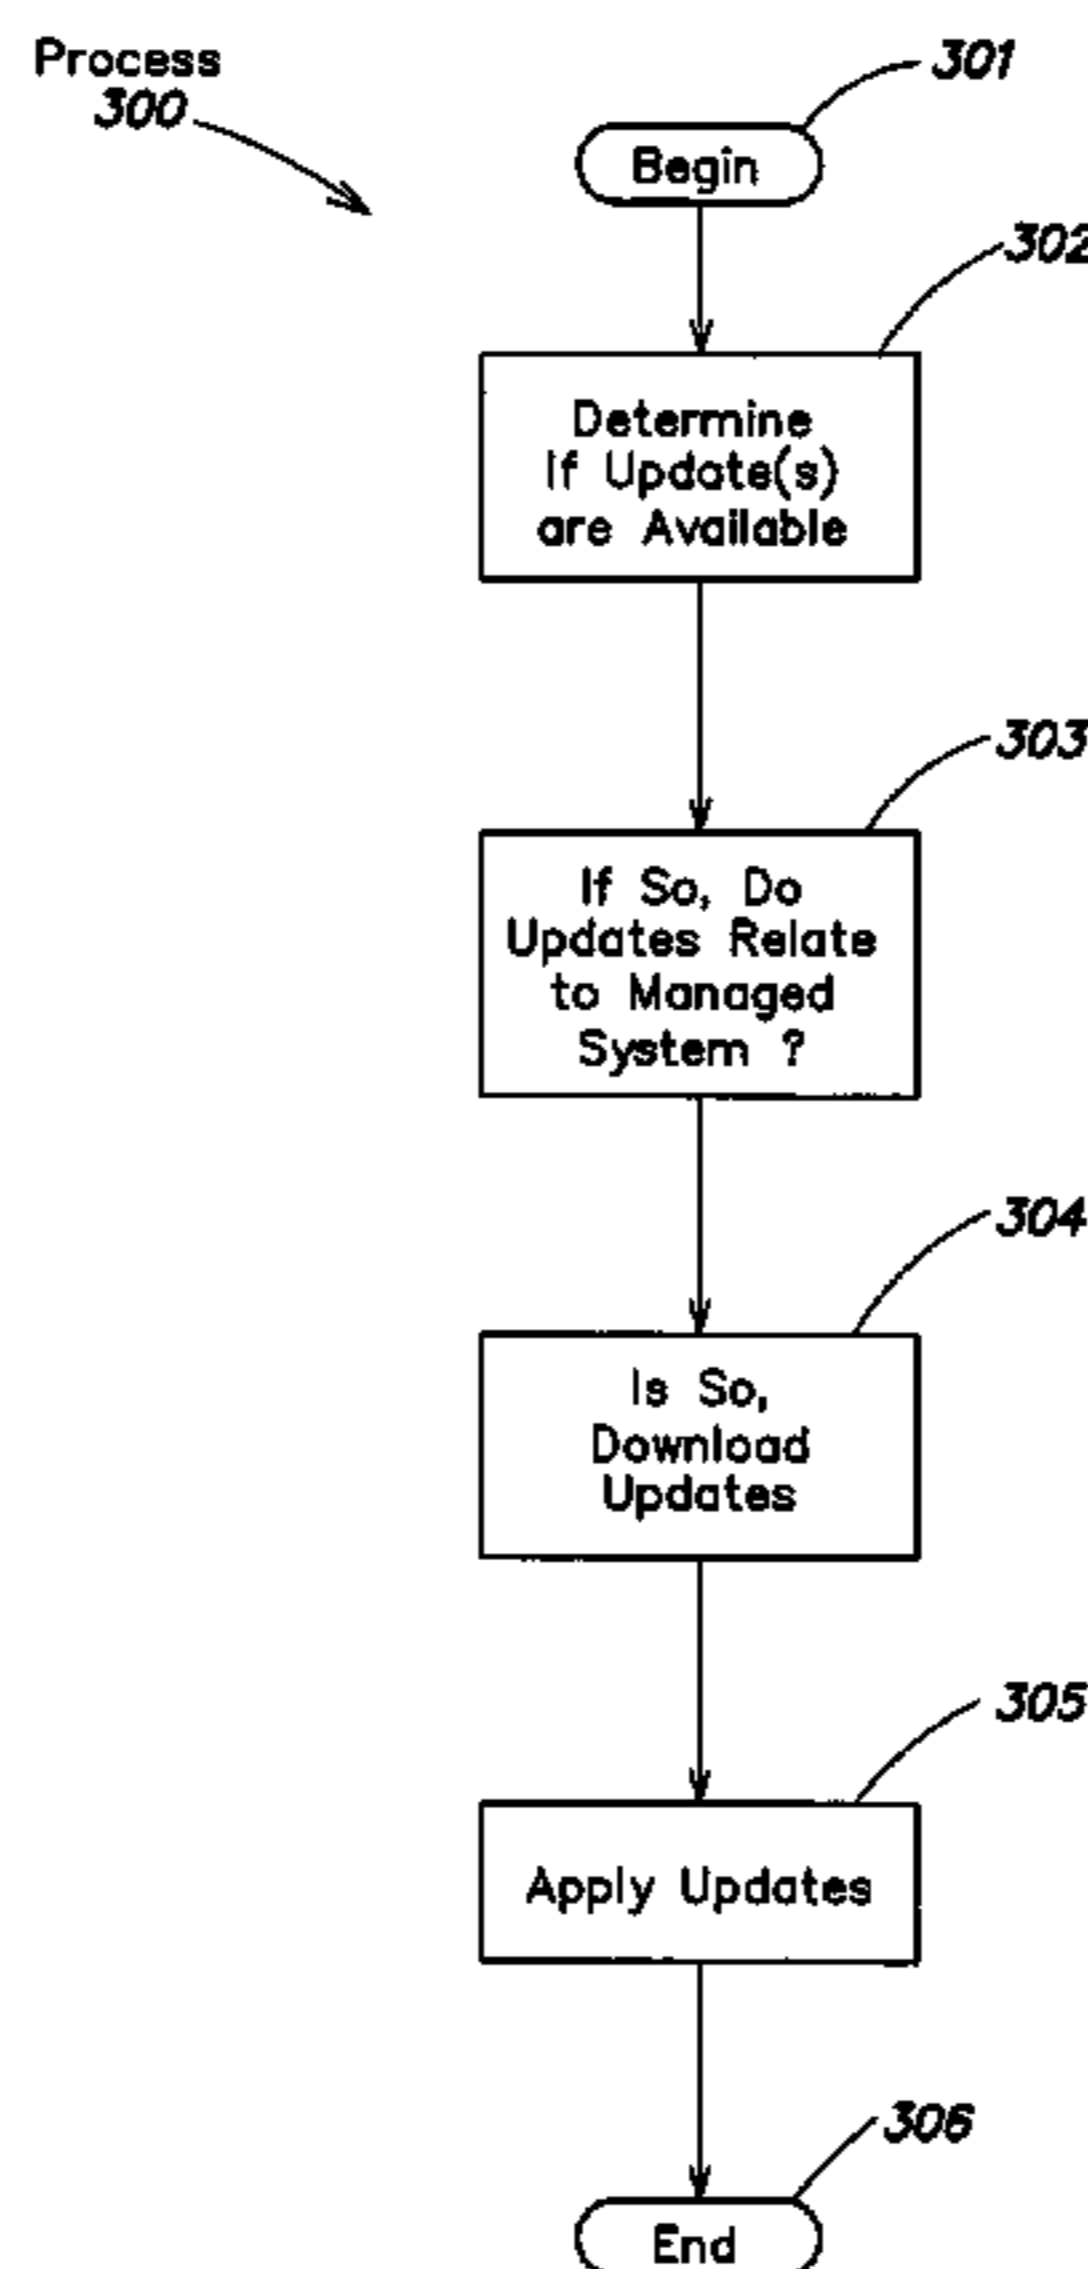 Process
300
301
Begin
302
Determine
If Update(s)
are Available
303
If So, Do
Updates Relate
to Managed
System ?
304
Is So,
Download
Updates
305
Apply Updates
306
End